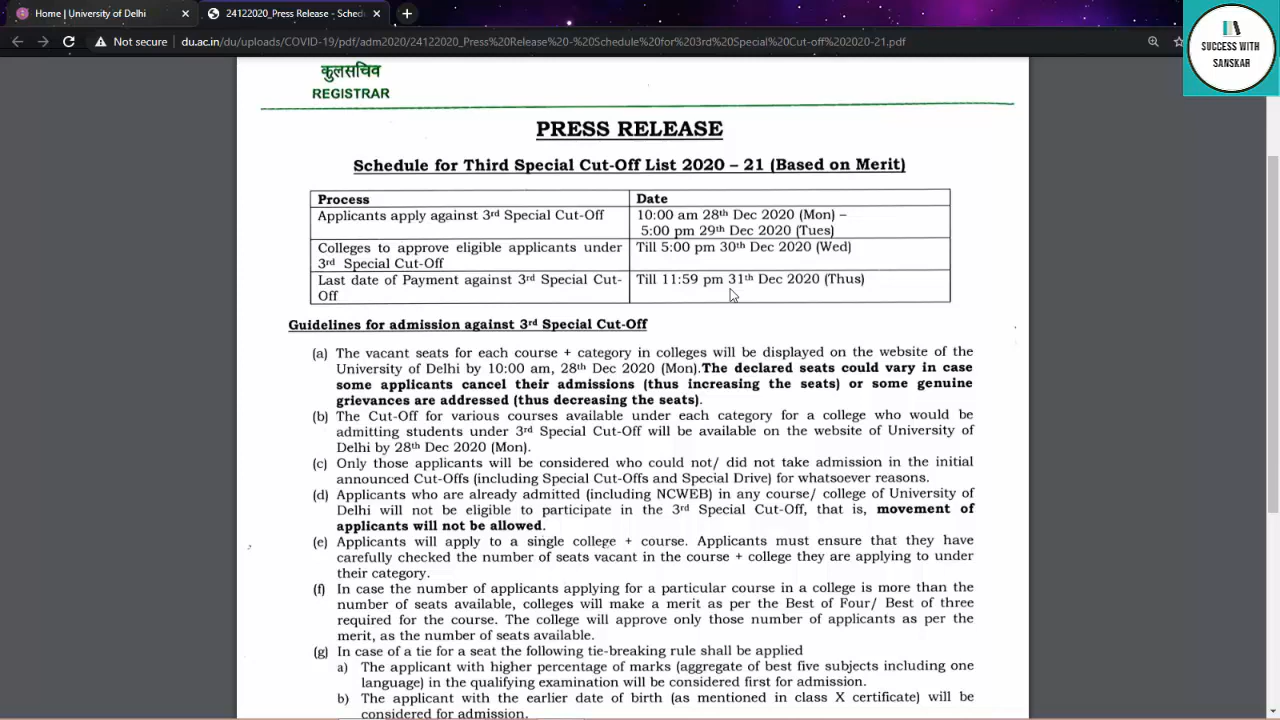 Home | University of Delhi
24122020_Press Release - Sched
Not secure
du.ac.in/du/uploads/COVID-19/pdf/adm2020/24122020_Press%20Release%20-%20Schedule%20for%203rd%20Special%20Cut-off%202020-21.pdf
SUCCESS WITH
SANSKAR
कुलसचिव
REGISTRAR
PRESS RELEASE
Schedule for Third Special Cut-Off List 2020 – 21 (Based on Merit)
Process Date
Applicants apply against 3rd Special Cut-Off 10:00 am 28th Dec 2020 (Mon) –
5:00 pm 29th Dec 2020 (Tues)
Colleges to approve eligible applicants under Till 5:00 pm 30th Dec 2020 (Wed)
3rd Special Cut-Off
Last date of Payment against 3rd Special Cut- Till 11:59 pm 31th Dec 2020 (Thus)
Off
Guidelines for admission against 3rd Special Cut-Off
(a) The vacant seats for each course + category in colleges will be displayed on the website of the
University of Delhi by 10:00 am, 28th Dec 2020 (Mon).The declared seats could vary in case
some applicants cancel their admissions (thus increasing the seats) or some genuine
grievances are addressed (thus decreasing the seats).
(b) The Cut-Off for various courses available under each category for a college who would be
admitting students under 3rd Special Cut-Off will be available on the website of University of
Delhi by 28th Dec 2020 (Mon).
(c) Only those applicants will be considered who could not/ did not take admission in the initial
announced Cut-Offs (including Special Cut-Offs and Special Drive) for whatsoever reasons.
(d) Applicants who are already admitted (including NCWEB) in any course/ college of University of
Delhi will not be eligible to participate in the 3rd Special Cut-Off, that is, movement of
applicants will not be allowed.
(e) Applicants will apply to a single college + course. Applicants must ensure that they have
carefully checked the number of seats vacant in the course + college they are applying to under
their category.
(f) In case the number of applicants applying for a particular course in a college is more than the
number of seats available, colleges will make a merit as per the Best of Four/ Best of three
required for the course. The college will approve only those number of applicants as per the
merit, as the number of seats available.
(g) In case of a tie for a seat the following tie-breaking rule shall be applied
a) The applicant with higher percentage of marks (aggregate of best five subjects including one
language) in the qualifying examination will be considered first for admission.
b) The applicant with the earlier date of birth (as mentioned in class X certificate) will be
considered for admission.